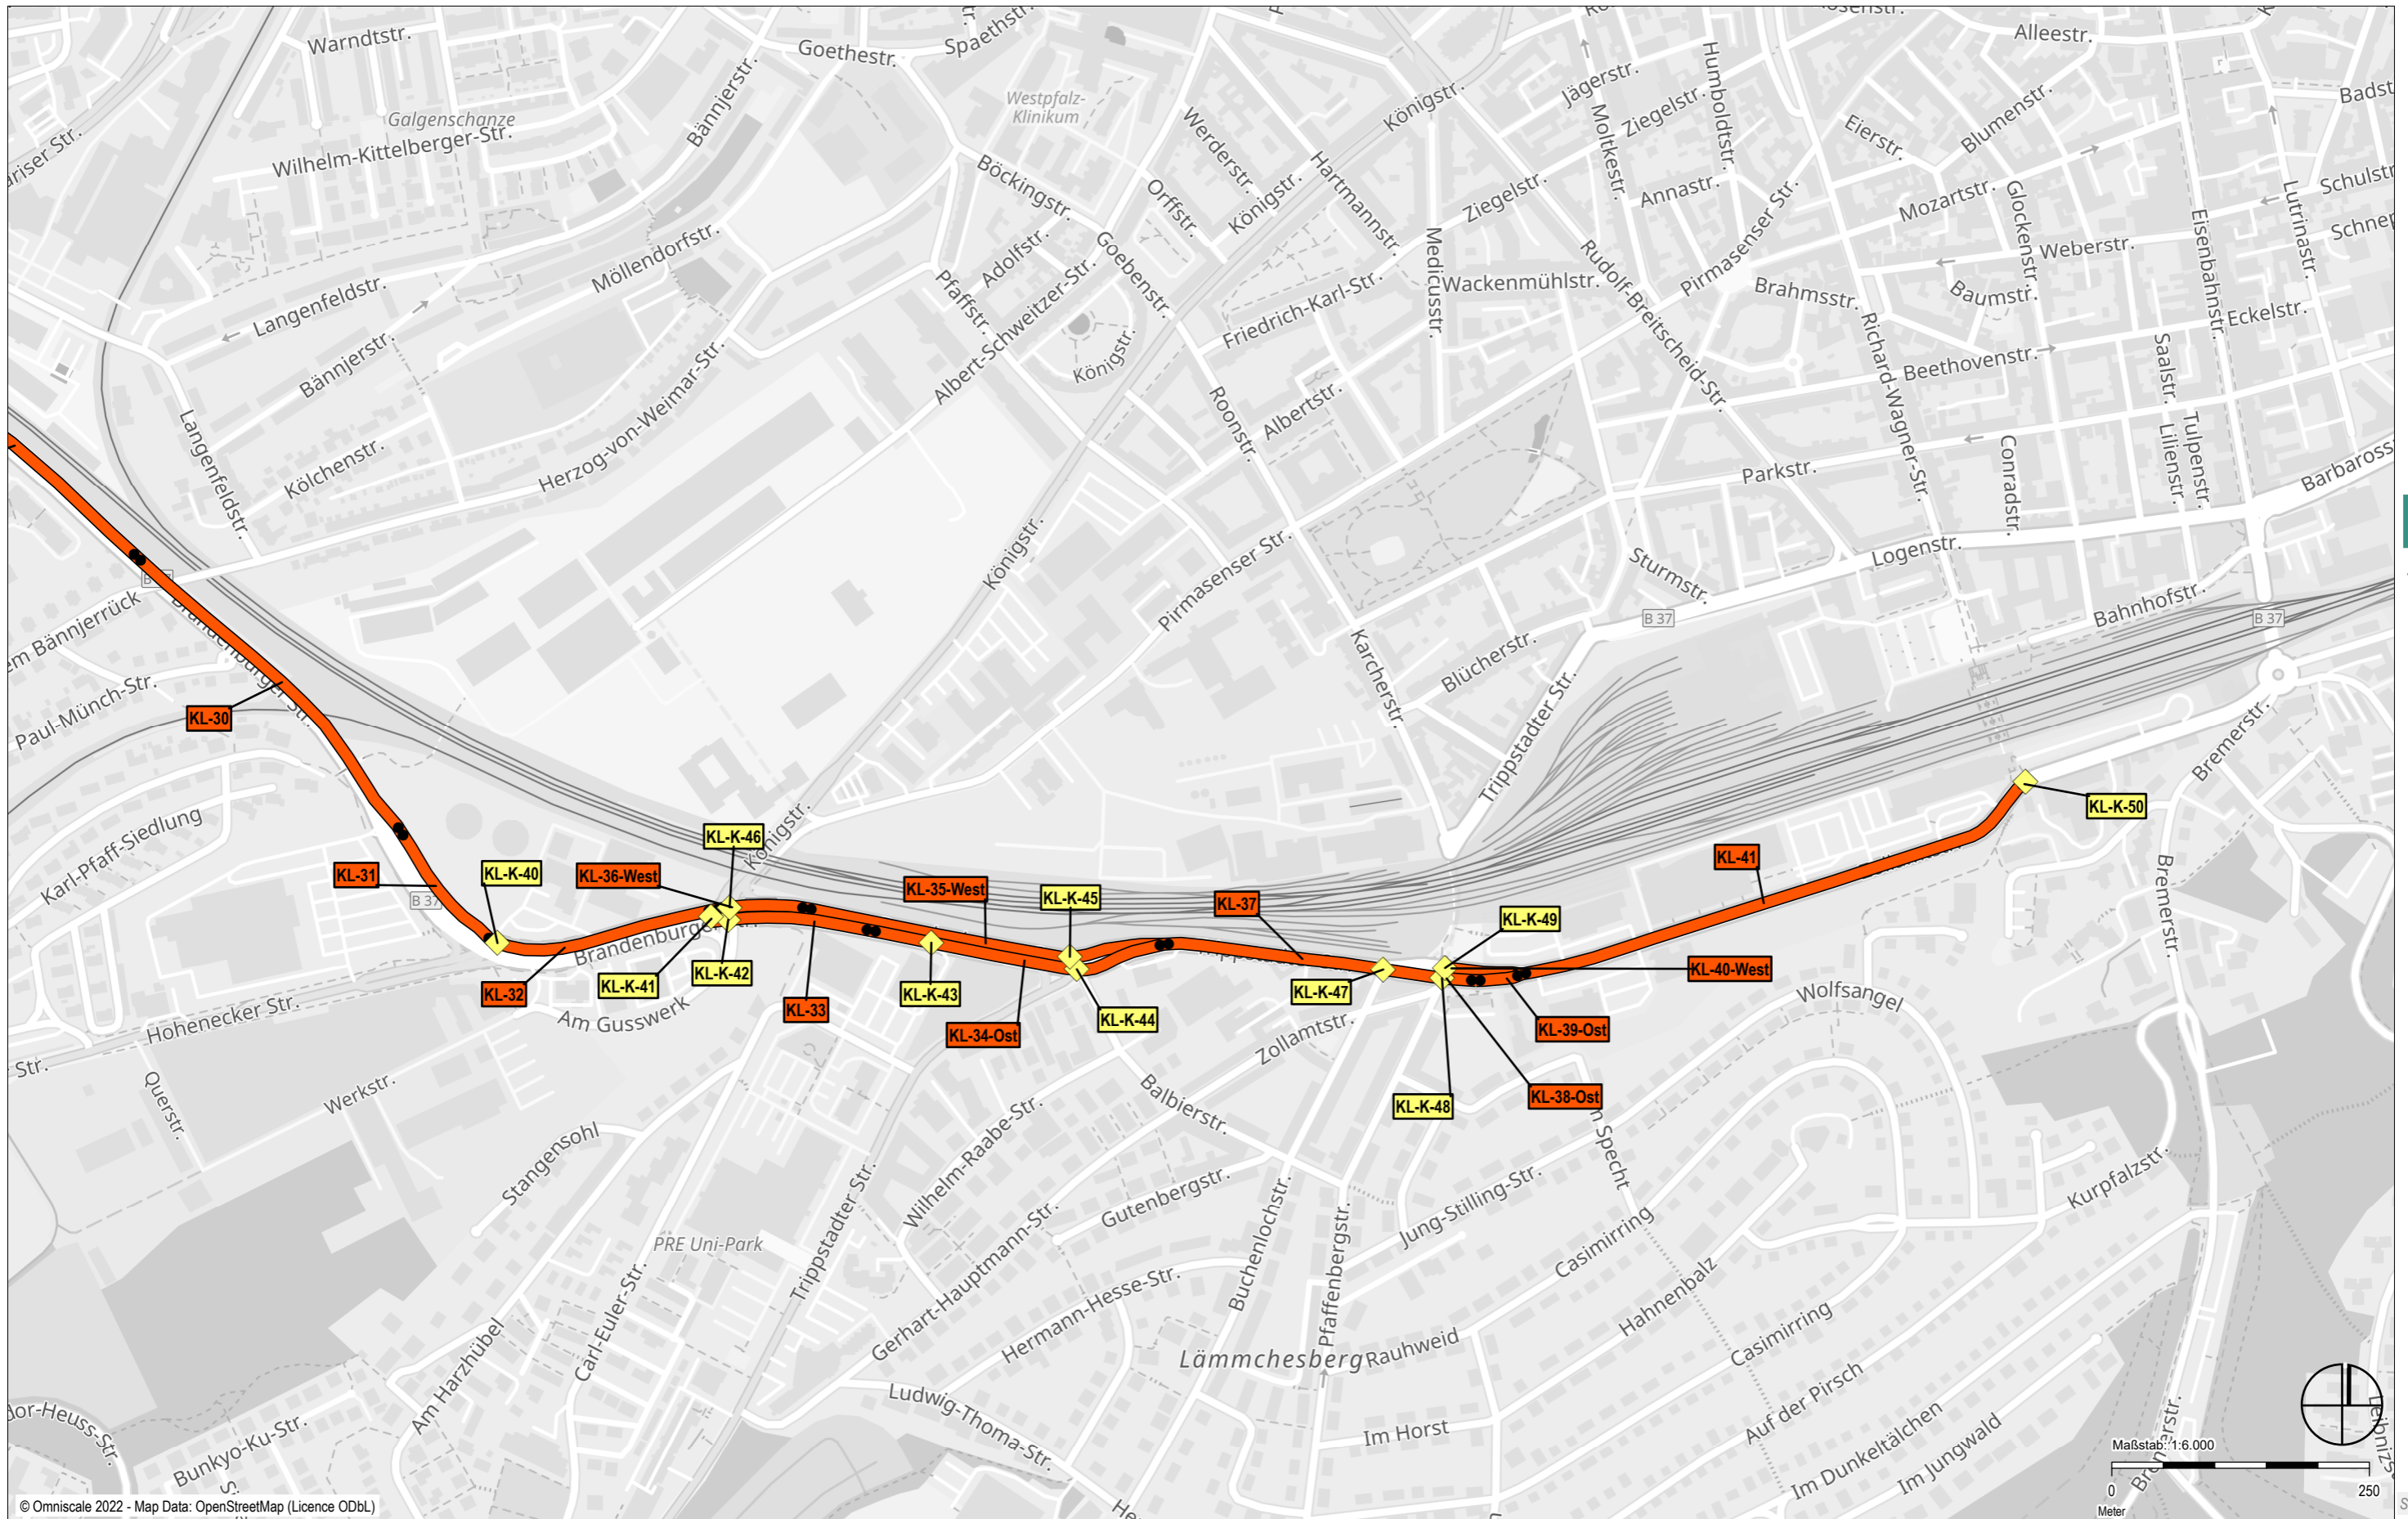 Warndtstr.
Goethestr.
Spaethstr.
Alleestr.
Galgenschanze
Wilhelm-Kittelberger-Str.
Bännjerstr.
Westpfalz-
Klinikum
Königstr.
Jägerstr.
Ziegelstr.
Humboldtstr.
Moltkestr.
Eierstr.
Blumenstr.
Werderstr.
Hartmannstr.
Böckingstr.
Orffstr.
Königstr.
Ziegelstr.
Annastr.
Mozartstr.
Glockenstr.
Lutrinastr.
Möllendorfstr.
Adolfstr.
Goebenstr.
Medicusstr.
Wackenmühlstr.
Rudolf-Breitscheid-Str.
Pirmasenser Str.
Weberstr.
Eisenbahnstr.
Langenfeldstr.
Pfaffstr.
Albert-Schweitzer-Str.
Friedrich-Karl-Str.
Brahmsstr.
Baumstr.
Eckelstr.
Bännjerstr.
Königstr.
Richard-Wagner-Str.
Beethovenstr.
Saalstr.
Langenfeldstr.
Kölchenstr.
Herzog-von-Weimar-Str.
Roonstr.
Albertstr.
Parkstr.
Conradstr.
Lilienstr.
Tulpenstr.
Königstr.
Pirmasenser Str.
Sturmstr.
Logenstr.
B 37
B 37
Bahnhofstr.
Brandenburger Str.
Paul-Münch-Str.
KL-30
Karcherstr.
Blücherstr.
Trippstadter Str.
Bremerstr.
Karl-Pfaff-Siedlung
KL-K-46
Königstr.
KL-K-50
KL-31
KL-K-40
KL-36-West
KL-35-West
KL-K-45
KL-37
KL-41
B 37
KL-K-49
Bremerstr.
KL-32
KL-K-41
KL-K-42
KL-33
KL-K-43
KL-34-Ost
KL-K-44
KL-K-47
KL-40-West
KL-39-Ost
KL-K-48
KL-38-Ost
Hohenecker Str.
Am Gusswerk
Zollamtstr.
Wolfsangel
Str.
Querstr.
Werkstr.
Stangensohl
Balbierstr.
Wilhelm-Raabe-Str.
Gutenbergstr.
Jung-Stilling-Str.
Kurpfalzstr.
PRE Uni-Park
Trippstadter Str.
Gerhart-Hauptmann-Str.
Hermann-Hesse-Str.
Buchenlochstr.
Pfaffenbergstr.
Casimirring
Hahnenbalz
Casimirring
Carl-Euler-Str.
Am Harzhübel
Lämmchesberg
Rauhweid
Auf der Pirsch
Ludwig-Thoma-Str.
Im Horst
Im Dunkeltälchen
Im Jungwald
Bremerstr.
Bunkyo-Ku-Str.
Maßstab: 1:6.000
0 250
Meter
© Omniscale 2022 - Map Data: OpenStreetMap (Licence ODbL)